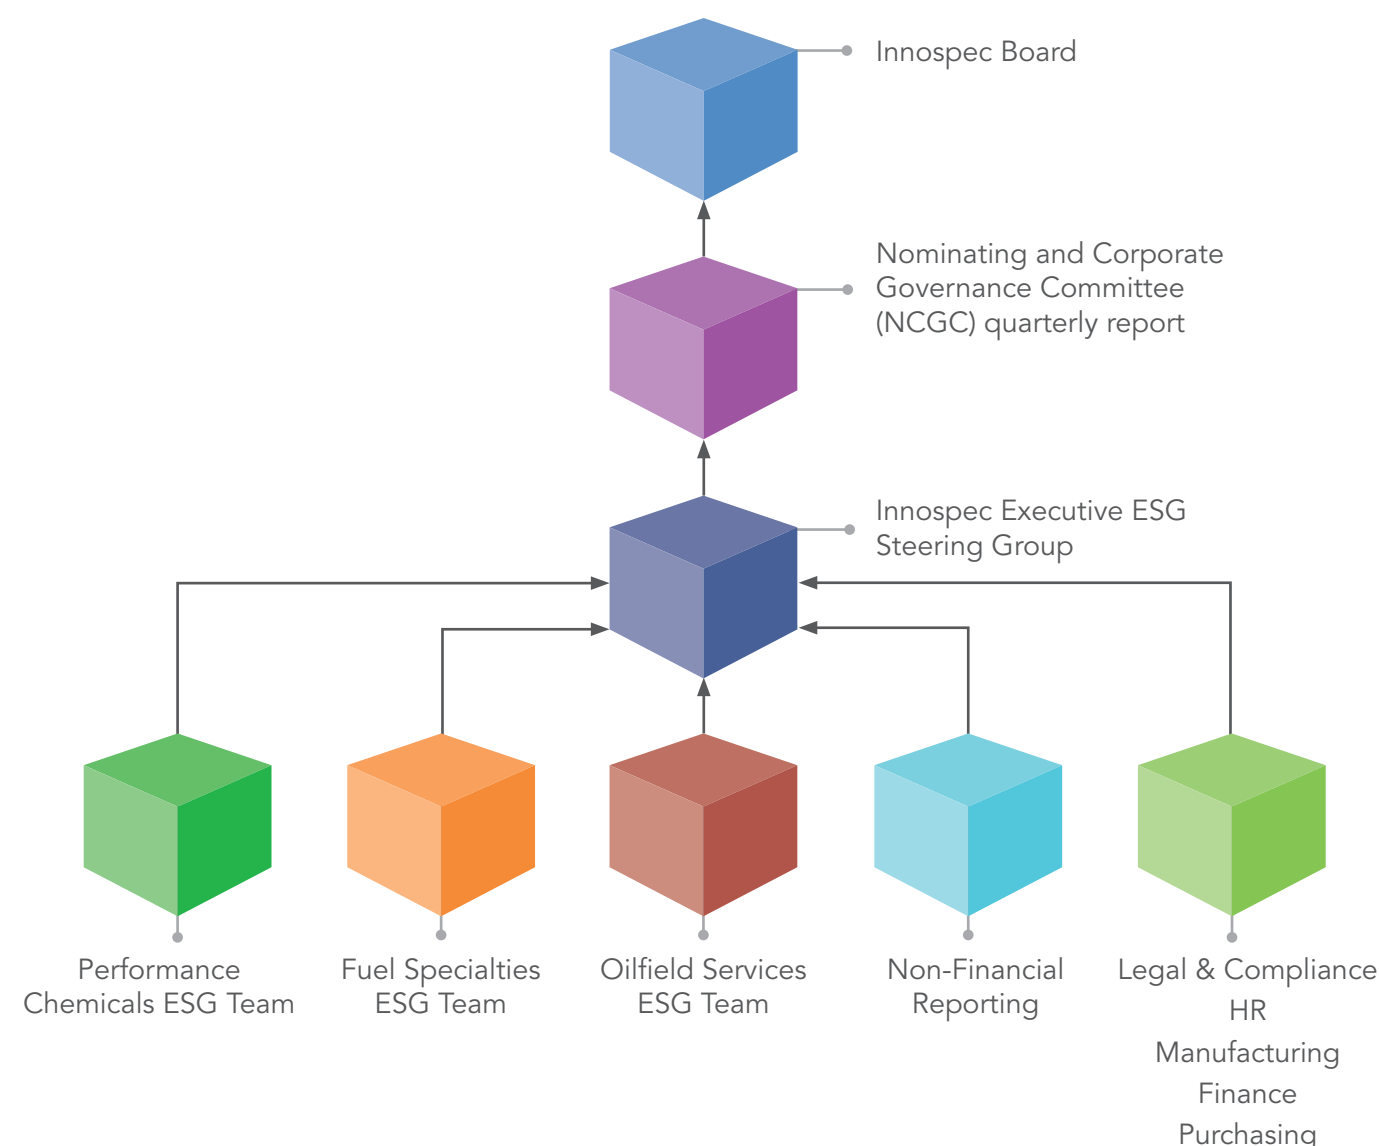 Innospec Board
Nominating and Corporate
Governance Committee
(NCGC) quarterly report
Innospec Executive ESG
Steering Group
Performance
Chemicals ESG Team
Fuel Specialties
ESG Team
Oilfield Services
ESG Team
Non-Financial
Reporting
Legal & Compliance
HR
Manufacturing
Finance
Purchasing